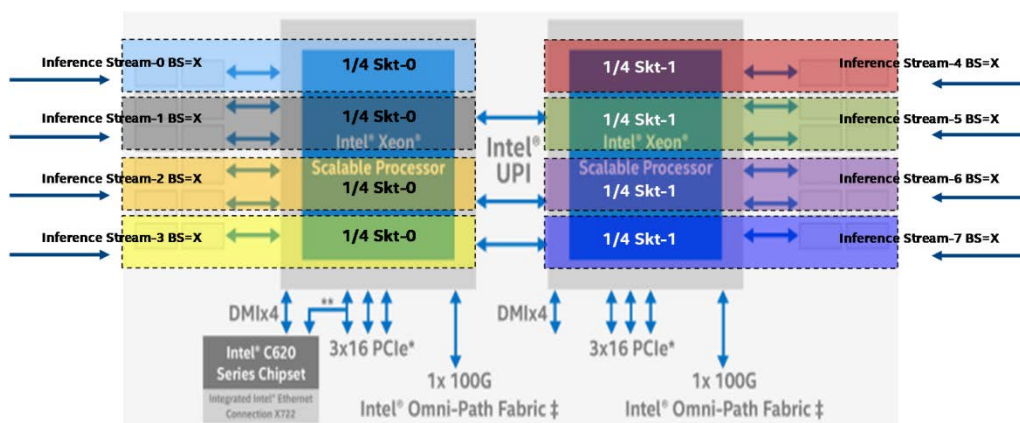 Inference Stream-0 BS=X
1/4 Skt-0
1/4 Skt-1
Inference Stream-4 BS=X
Inference Stream-1 BS=X
1/4 Skt-0
1/4 Skt-1
Inference Stream-5 BS=X
Intel® Xeon®
Scalable Processor
Intel®
UPI
Intel® Xeon®
Scalable Processor
Inference Stream-2 BS=X
1/4 Skt-0
1/4 Skt-1
Inference Stream-6 BS=X
Inference Stream-3 BS=X
1/4 Skt-0
1/4 Skt-1
Inference Stream-7 BS=X
DMIx4
**
3x16 PCIe*
DMIx4
3x16 PCIe*
Intel® C620
Series Chipset
Integrated Intel® Ethernet
Connection X722
1x 100G
Intel® Omni-Path Fabric ‡
1x 100G
Intel® Omni-Path Fabric ‡